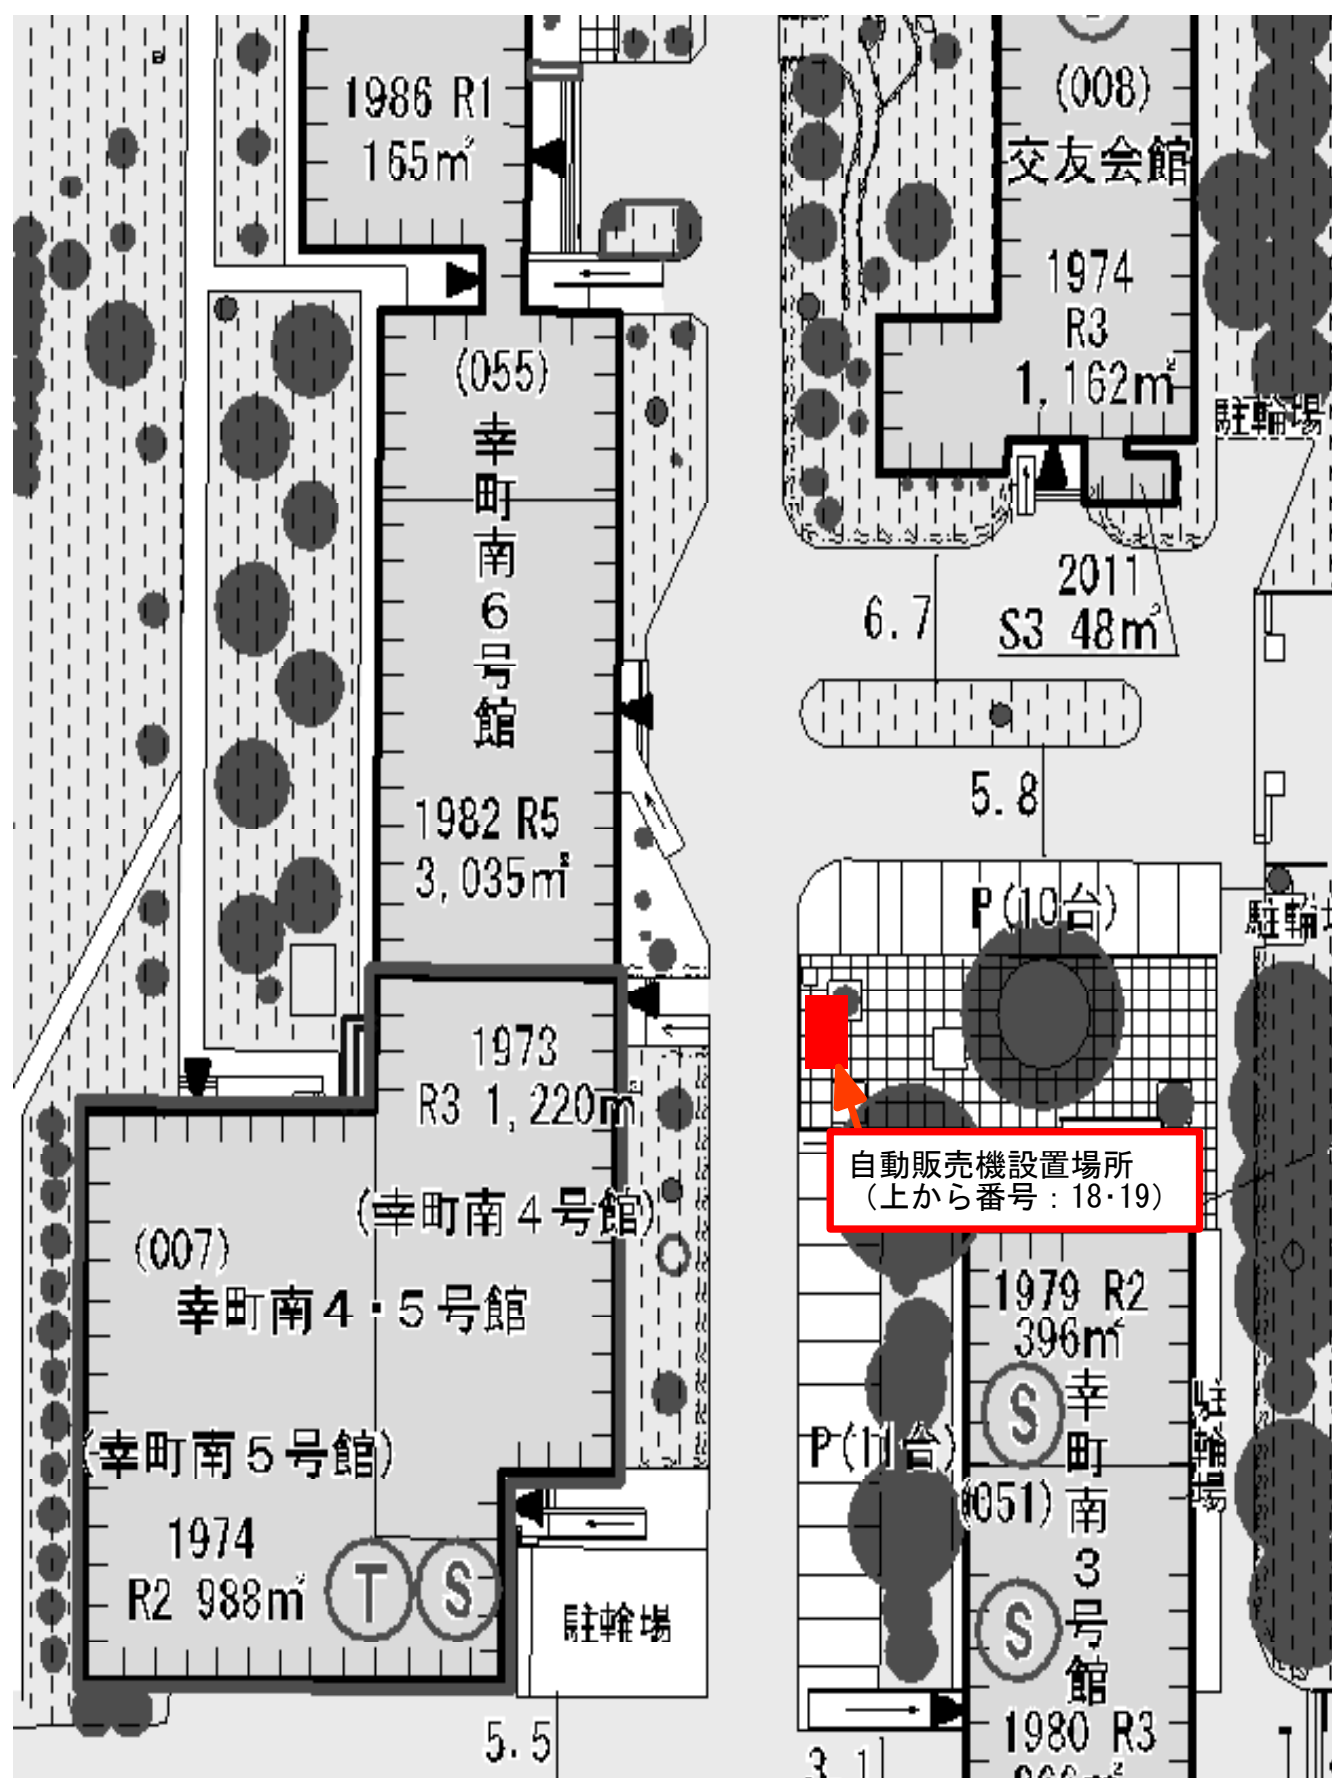 1986 R1
165㎡
(008)
交友会館
1974
R3
1,162㎡
駐輪場
(055)
幸町南6号館
1982 R5
3,035㎡
2011
S3 48㎡
6.7
5.8
P(10台)
駐輪
1973
R3 1,220㎡
(幸町南4号館)
(007)
幸町南4・5号館
(幸町南5号館)
1974
R2 988㎡
T
S
駐輪場
5.5
自動販売機設置場所
（上から番号：18･19）
1979 R2
396㎡
S
幸町南3号館
P(11台)
(051)
駐輪場
S
1980 R3
3.1